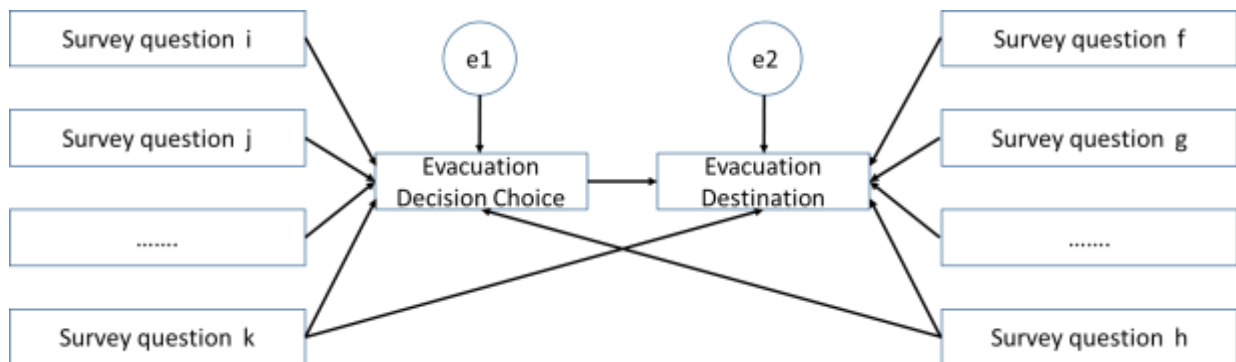 Survey question i
e1
e2
Survey question f
Survey question j
Survey question g
Evacuation
Decision Choice
Evacuation
Destination
.......
.......
Survey question k
Survey question h